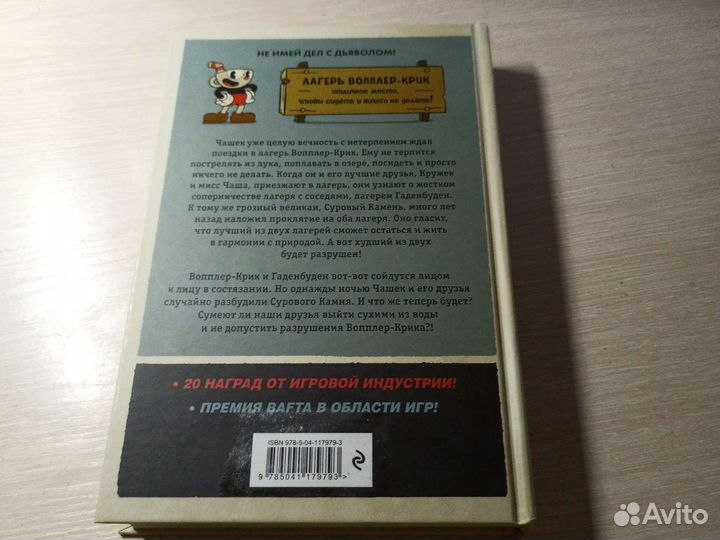 НЕ ИМЕЙ ДЕЛ С ДЬЯВОЛОМ!
ЛАГЕРЬ ВОППЛЕР-КРИК
ОТЛИЧНОЕ МЕСТО,
ЧТОБЫ СИДЕТЬ И НИЧЕГО НЕ ДЕЛАТЬ!
Чашек уже целую вечность с нетерпением ждал
поездки в лагерь Вопплер-Крик. Ему не терпится
пострелять из лука, поплавать в озере, посидеть и просто
ничего не делать. Когда он и его лучшие друзья, Кружек
и мисс Чаша, приезжают в лагерь, они узнают о жестком
соперничестве лагеря с соседями, лагерем Гаденбуден.
К тому же грозный великан, Суровый Камень, много лет
назад наложил проклятие на оба лагеря. Оно гласит,
что лучший из двух лагерей сможет остаться и жить
в гармонии с природой. А вот худший из двух
будет разрушен!
Вопплер-Крик и Гаденбуден вот-вот сойдутся лицом
к лицу в состязании. Но однажды ночью Чашек и его друзья
случайно разбудили Сурового Камня. И что же теперь будет?
Сумеют ли наши друзья выйти сухими из воды
и не допустить разрушения Вопплер-Крика?!
• 20 НАГРАД ОТ ИГРОВОЙ ИНДУСТРИИ!
• ПРЕМИЯ BAFTA В ОБЛАСТИ ИГР!
ISBN 978-5-04-117979-3
9 785041 179793 >
Avito